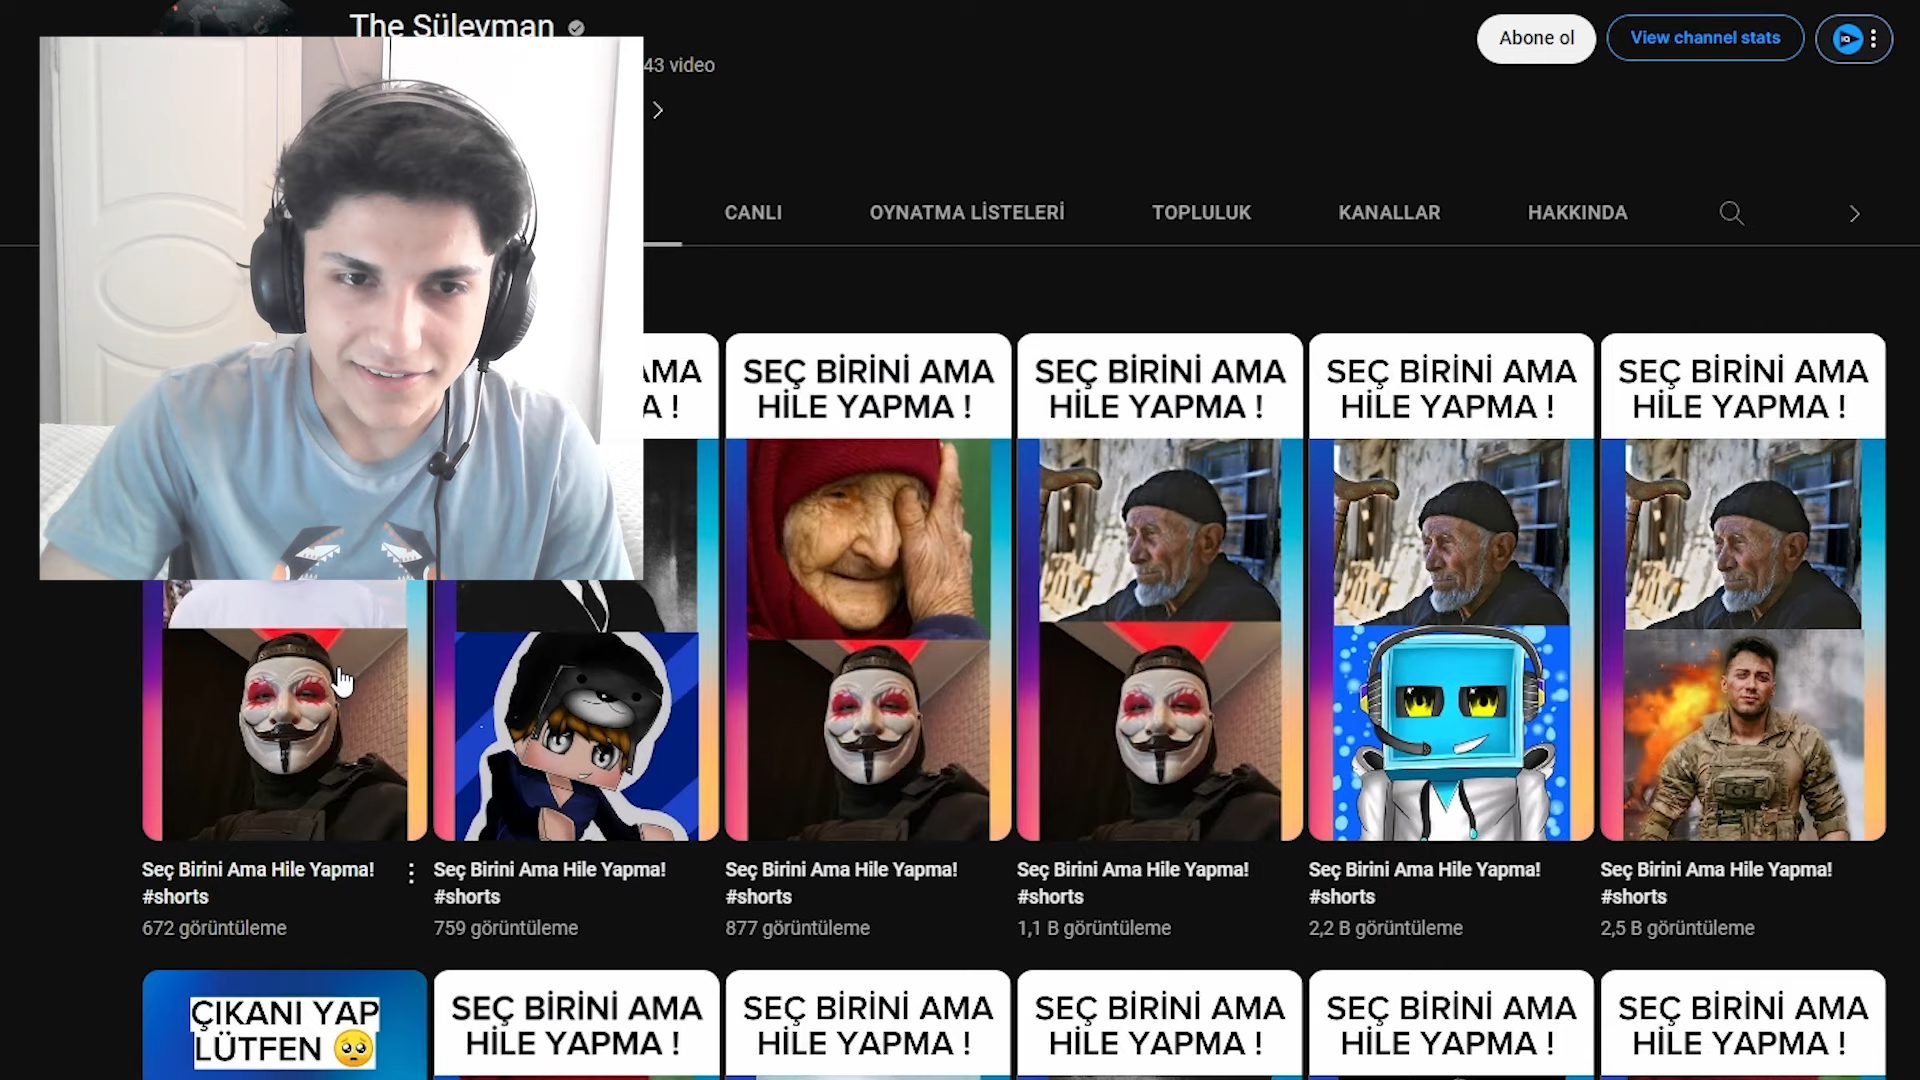 The Süleyman
43 video
Abone ol
View channel stats
CANLI
OYNATMA LİSTELERİ
TOPLULUK
KANALLAR
HAKKINDA
AMA
A !
SEÇ BİRİNİ AMA
HİLE YAPMA !
SEÇ BİRİNİ AMA
HİLE YAPMA !
SEÇ BİRİNİ AMA
HİLE YAPMA !
SEÇ BİRİNİ AMA
HİLE YAPMA !
Seç Birini Ama Hile Yapma!
#shorts
672 görüntüleme
Seç Birini Ama Hile Yapma!
#shorts
759 görüntüleme
Seç Birini Ama Hile Yapma!
#shorts
877 görüntüleme
Seç Birini Ama Hile Yapma!
#shorts
1,1 B görüntüleme
Seç Birini Ama Hile Yapma!
#shorts
2,2 B görüntüleme
Seç Birini Ama Hile Yapma!
#shorts
2,5 B görüntüleme
ÇIKANI YAP
LÜTFEN 🥺
SEÇ BİRİNİ AMA
HİLE YAPMA !
SEÇ BİRİNİ AMA
HİLE YAPMA !
SEÇ BİRİNİ AMA
HİLE YAPMA !
SEÇ BİRİNİ AMA
HİLE YAPMA !
SEÇ BİRİNİ AMA
HİLE YAPMA !